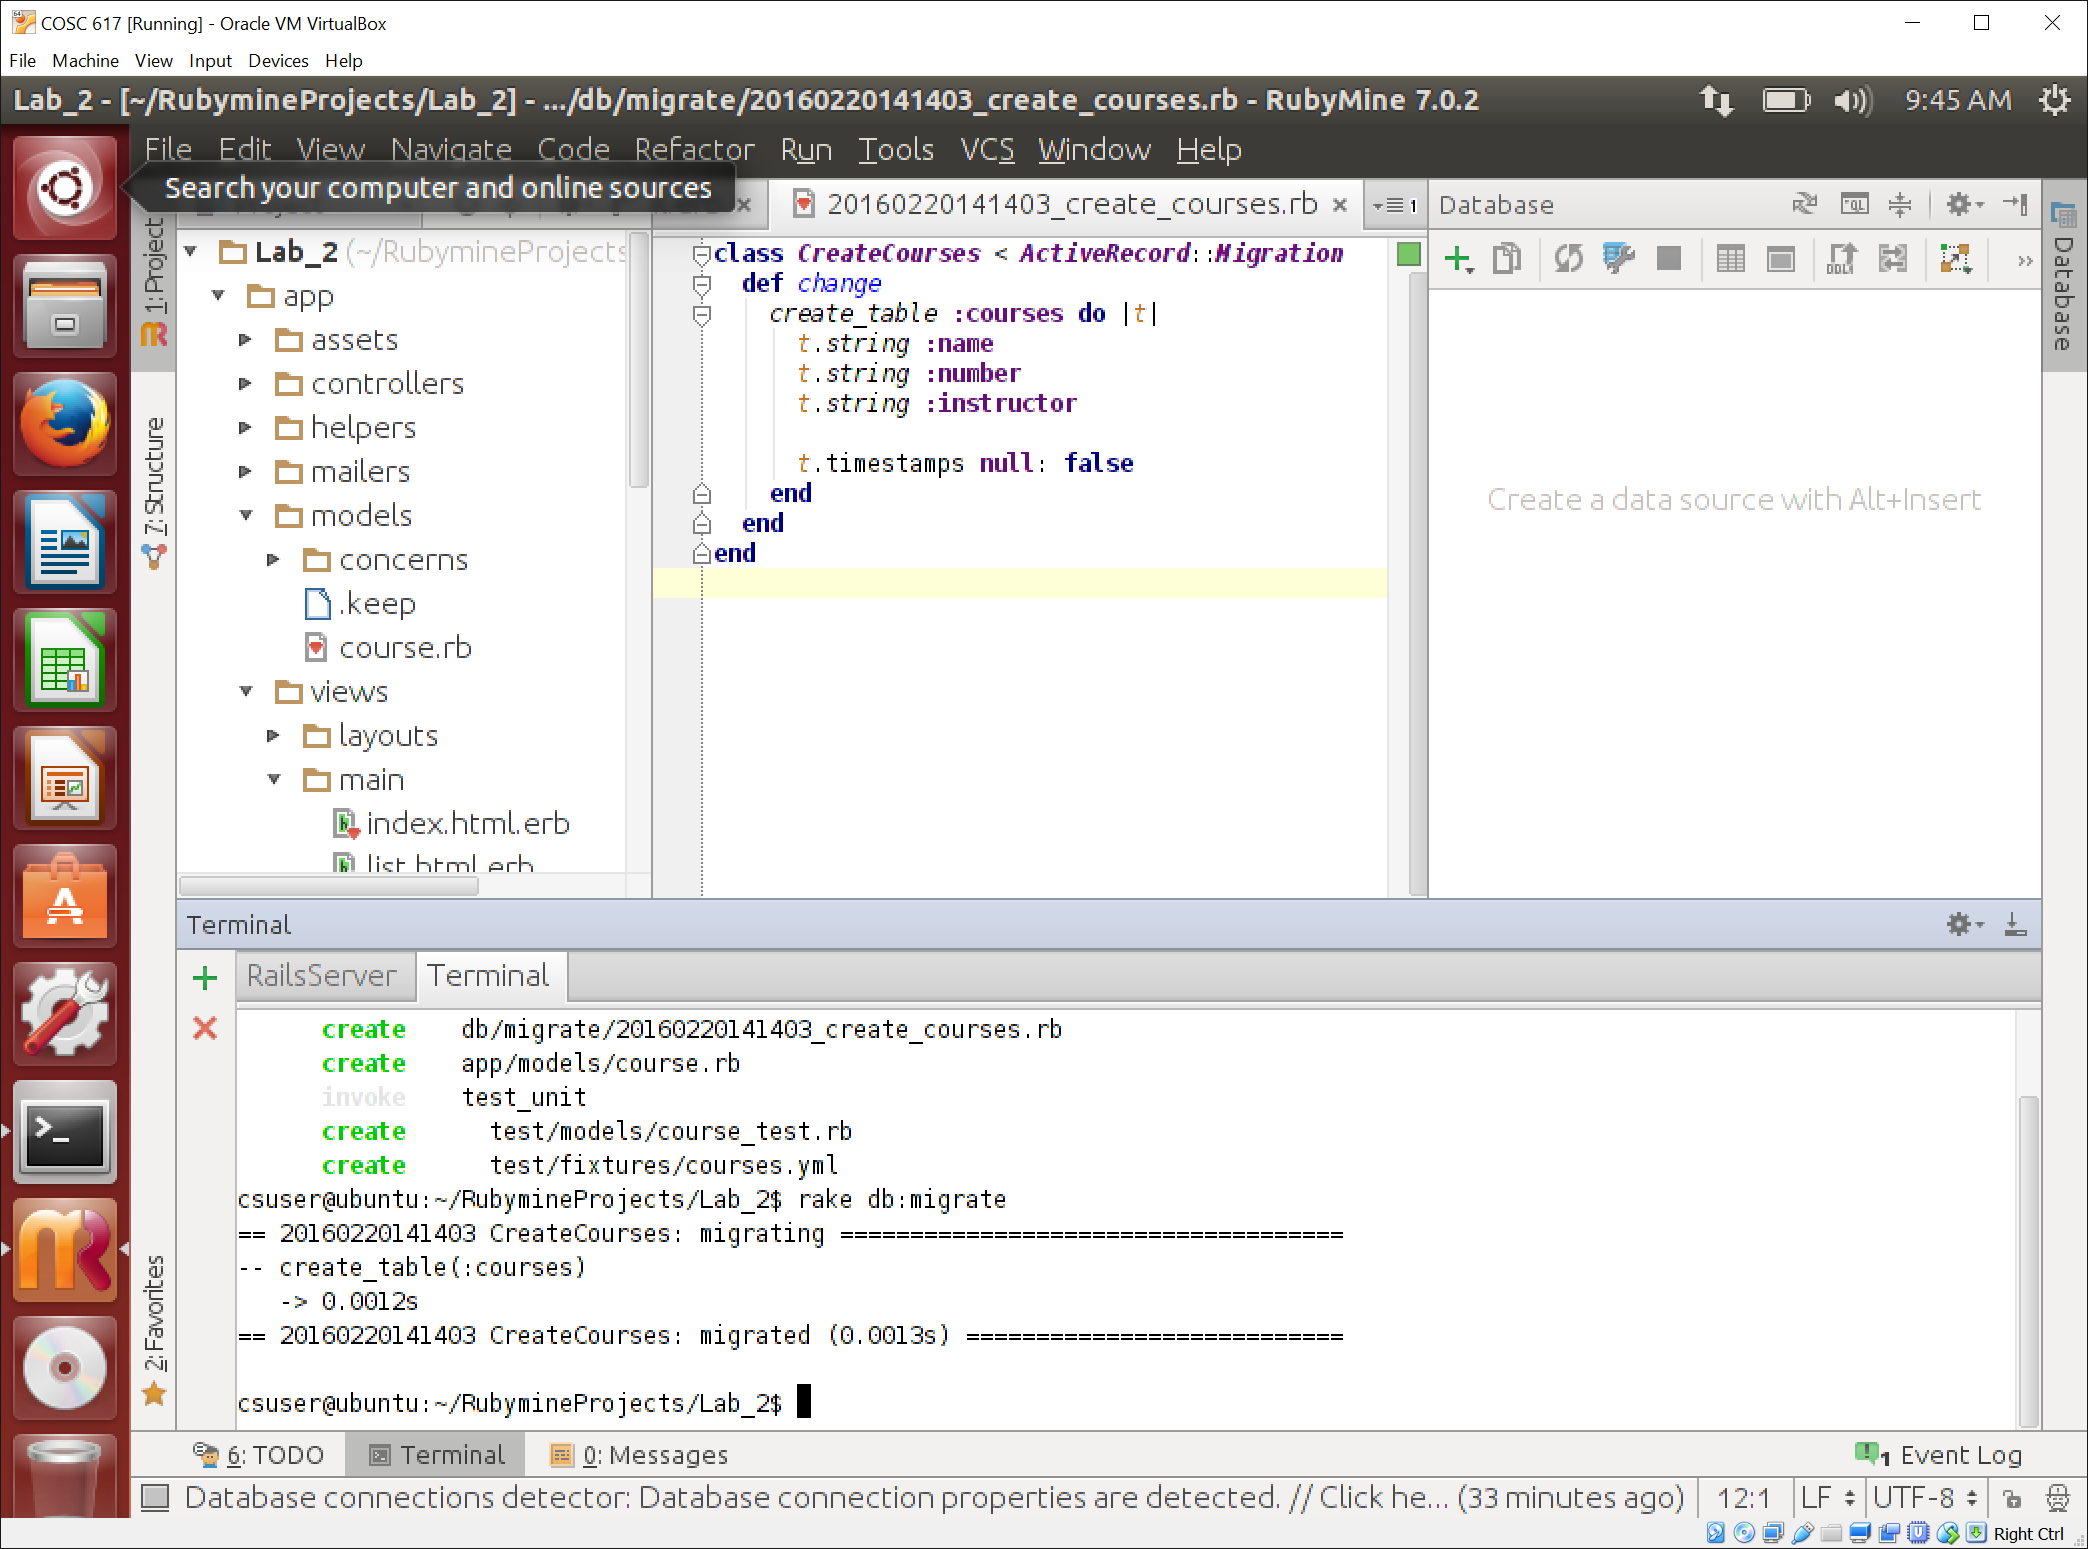 COSC 617 [Running] - Oracle VM VirtualBox
File Machine View Input Devices Help
Lab_2 - [~/RubymineProjects/Lab_2] - .../db/migrate/20160220141403_create_courses.rb - RubyMine 7.0.2
9:45 AM
File Edit View Navigate Code Refactor Run Tools VCS Window Help
Search your computer and online sources
20160220141403_create_courses.rb
1
Database
1: Project
7: Structure
2: Favorites
Lab_2 (~/RubymineProjects
app
assets
controllers
helpers
mailers
models
concerns
.keep
course.rb
views
layouts
main
index.html.erb
list.html.erb
class CreateCourses < ActiveRecord::Migration
def change
create_table :courses do |t|
t.string :name
t.string :number
t.string :instructor
t.timestamps null: false
end
end
end
Create a data source with Alt+Insert
Database
Terminal
RailsServer
Terminal
create db/migrate/20160220141403_create_courses.rb
create app/models/course.rb
invoke test_unit
create test/models/course_test.rb
create test/fixtures/courses.yml
csuser@ubuntu:~/RubymineProjects/Lab_2$ rake db:migrate
== 20160220141403 CreateCourses: migrating ====================================
-- create_table(:courses)
-> 0.0012s
== 20160220141403 CreateCourses: migrated (0.0013s) ===========================
csuser@ubuntu:~/RubymineProjects/Lab_2$
6: TODO
Terminal
0: Messages
1 Event Log
Database connections detector: Database connection properties are detected. // Click he... (33 minutes ago)
12:1
LF
UTF-8
Right Ctrl